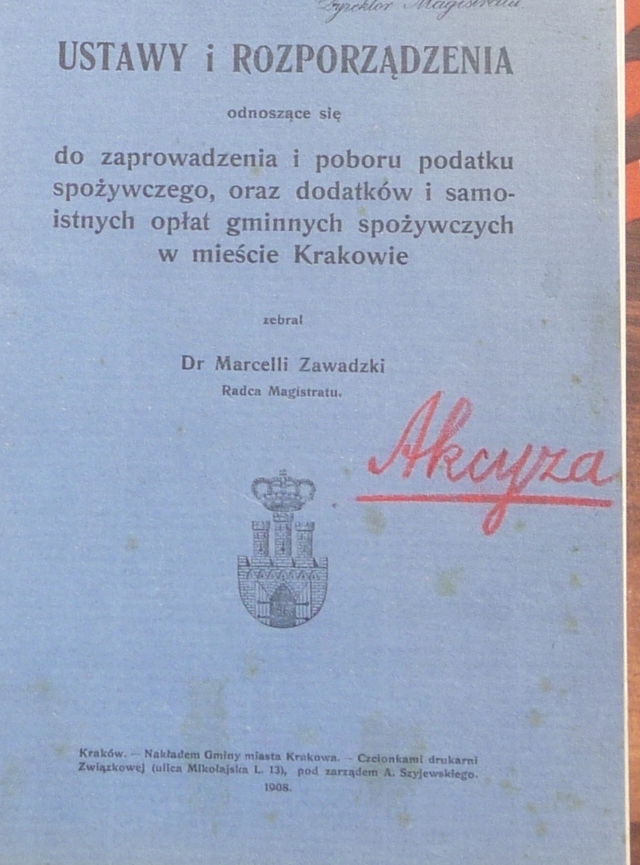 Dyrektor Magistratu
USTAWY i ROZPORZĄDZENIA
odnoszące się
do zaprowadzenia i poboru podatku
spożywczego, oraz dodatków i samo-
istnych opłat gminnych spożywczych
w mieście Krakowie
zebrał
Dr Marcelli Zawadzki
Radca Magistratu.
Akcyza
Kraków. — Nakładem Gminy miasta Krakowa. — Czcionkami drukarni
Związkowej (ulica Mikołajska L. 13), pod zarządem A. Szyjewskiego.
1908.